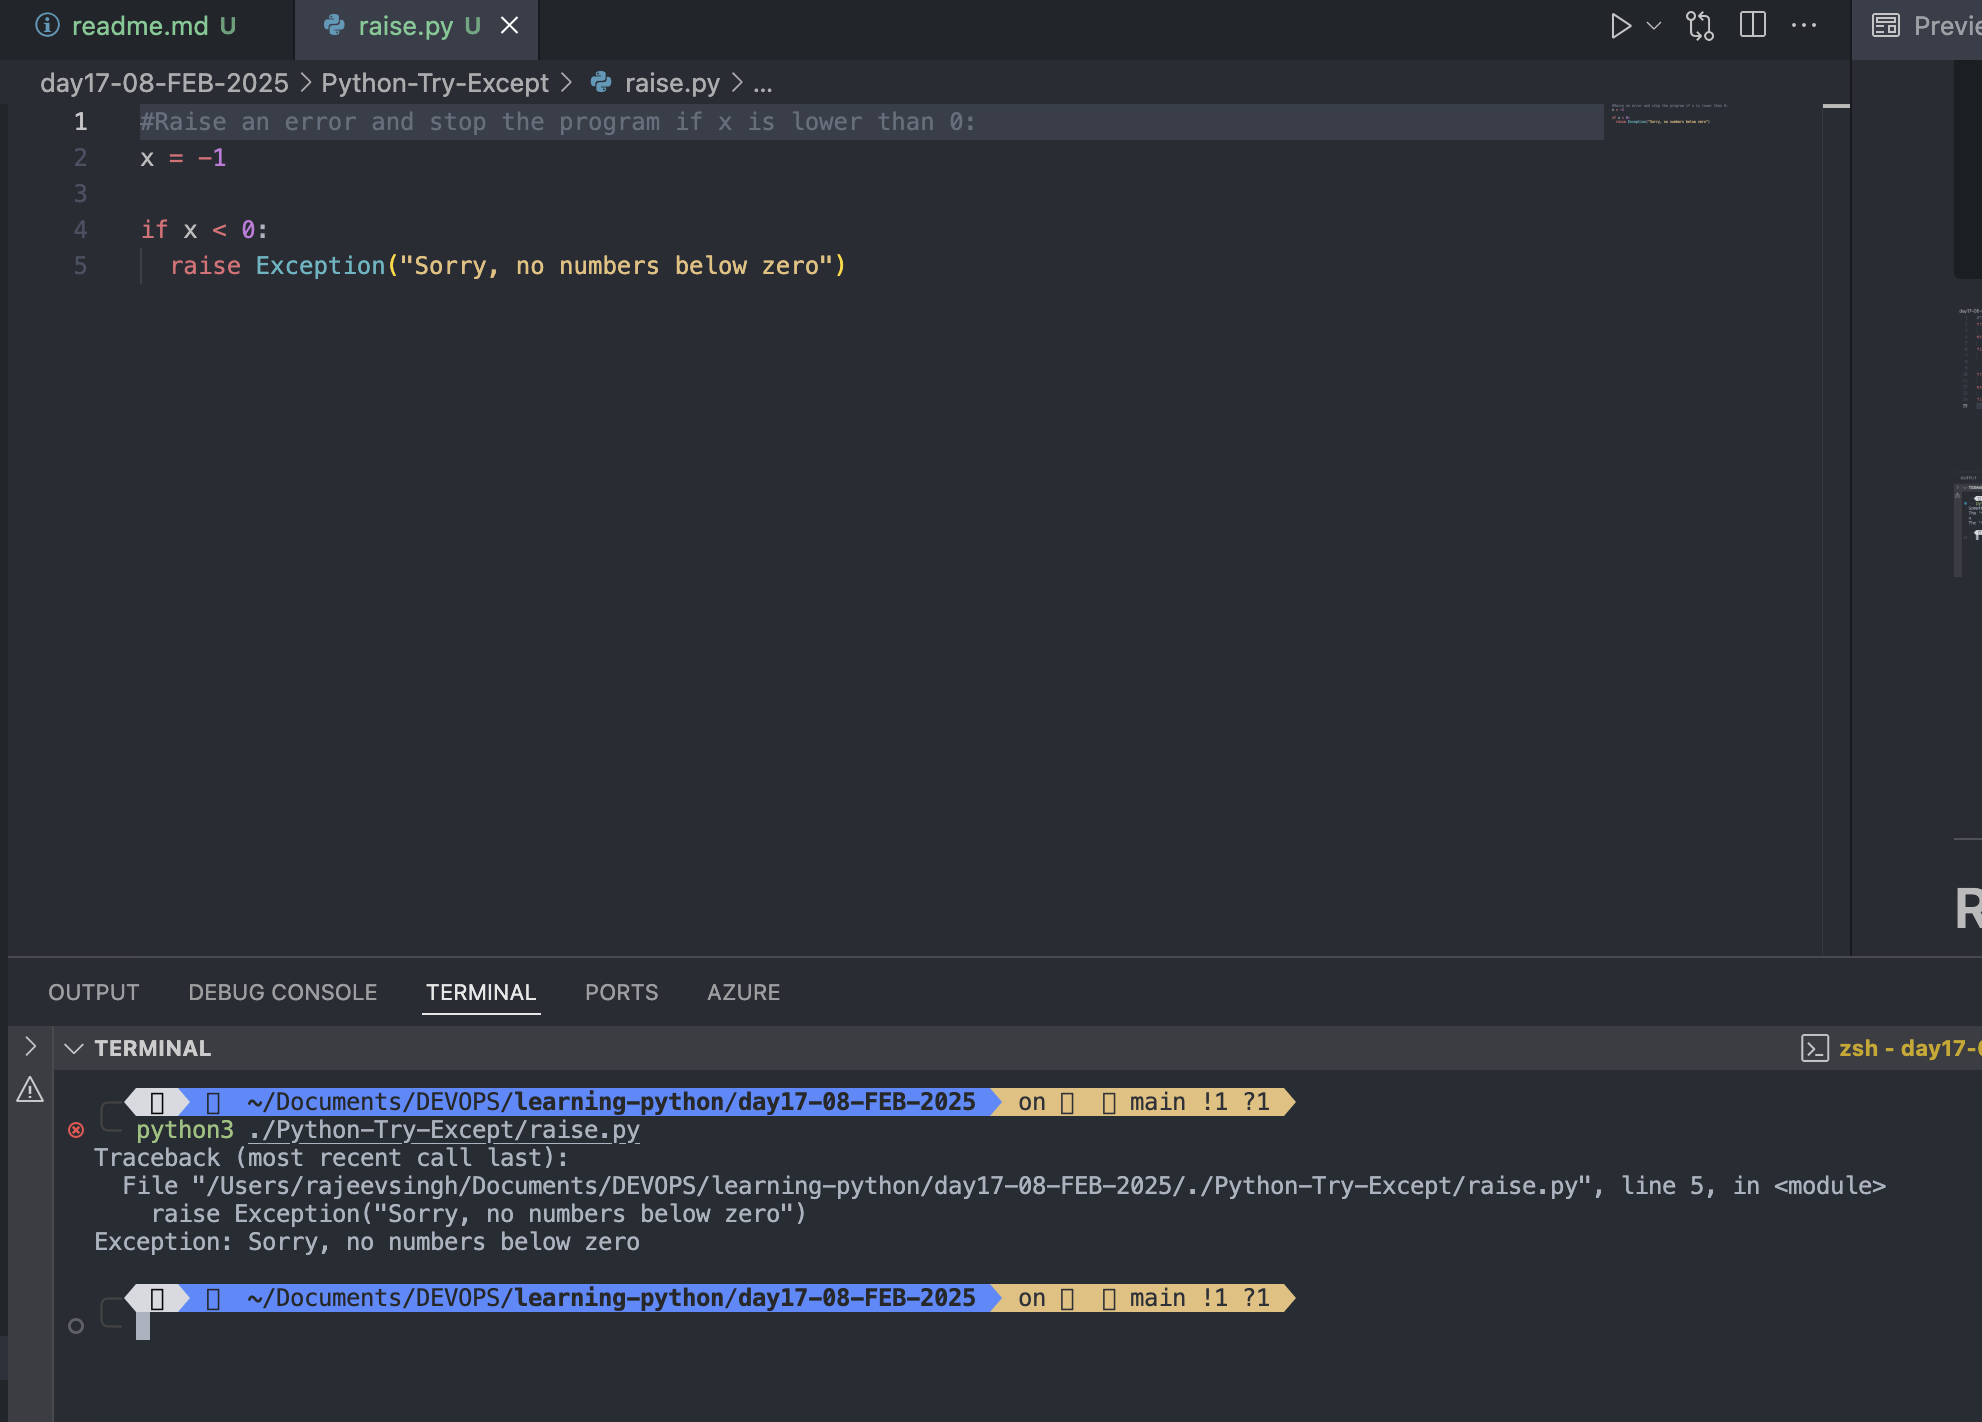 readme.md U
raise.py U
day17-08-FEB-2025 > Python-Try-Except > raise.py > ...
1 #Raise an error and stop the program if x is lower than 0:
2 x = -1
3
4 if x < 0:
5 raise Exception("Sorry, no numbers below zero")
OUTPUT DEBUG CONSOLE TERMINAL PORTS AZURE
TERMINAL
zsh - day17-
~/Documents/DEVOPS/learning-python/day17-08-FEB-2025 on main !1 ?1
python3 ./Python-Try-Except/raise.py
Traceback (most recent call last):
File "/Users/rajeevsingh/Documents/DEVOPS/learning-python/day17-08-FEB-2025/./Python-Try-Except/raise.py", line 5, in <module>
raise Exception("Sorry, no numbers below zero")
Exception: Sorry, no numbers below zero
~/Documents/DEVOPS/learning-python/day17-08-FEB-2025 on main !1 ?1